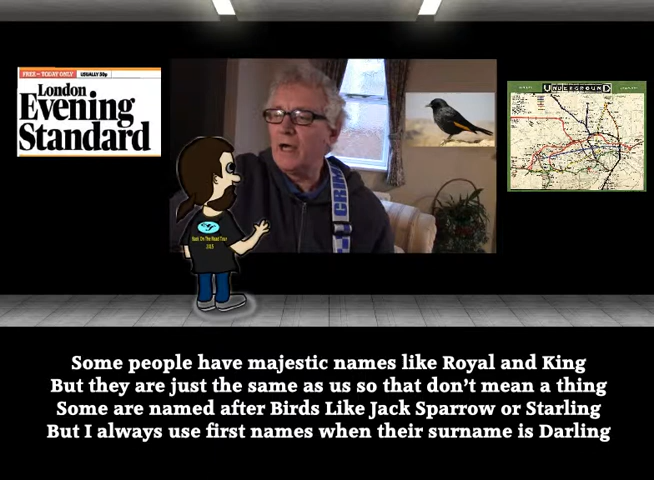 FREE - TODAY ONLY USUALLY 50p
London
Evening
Standard
UNDERGROUND
CRIM
Some people have majestic names like Royal and King
But they are just the same as us so that don't mean a thing
Some are named after Birds Like Jack Sparrow or Starling
But I always use first names when their surname is Darling